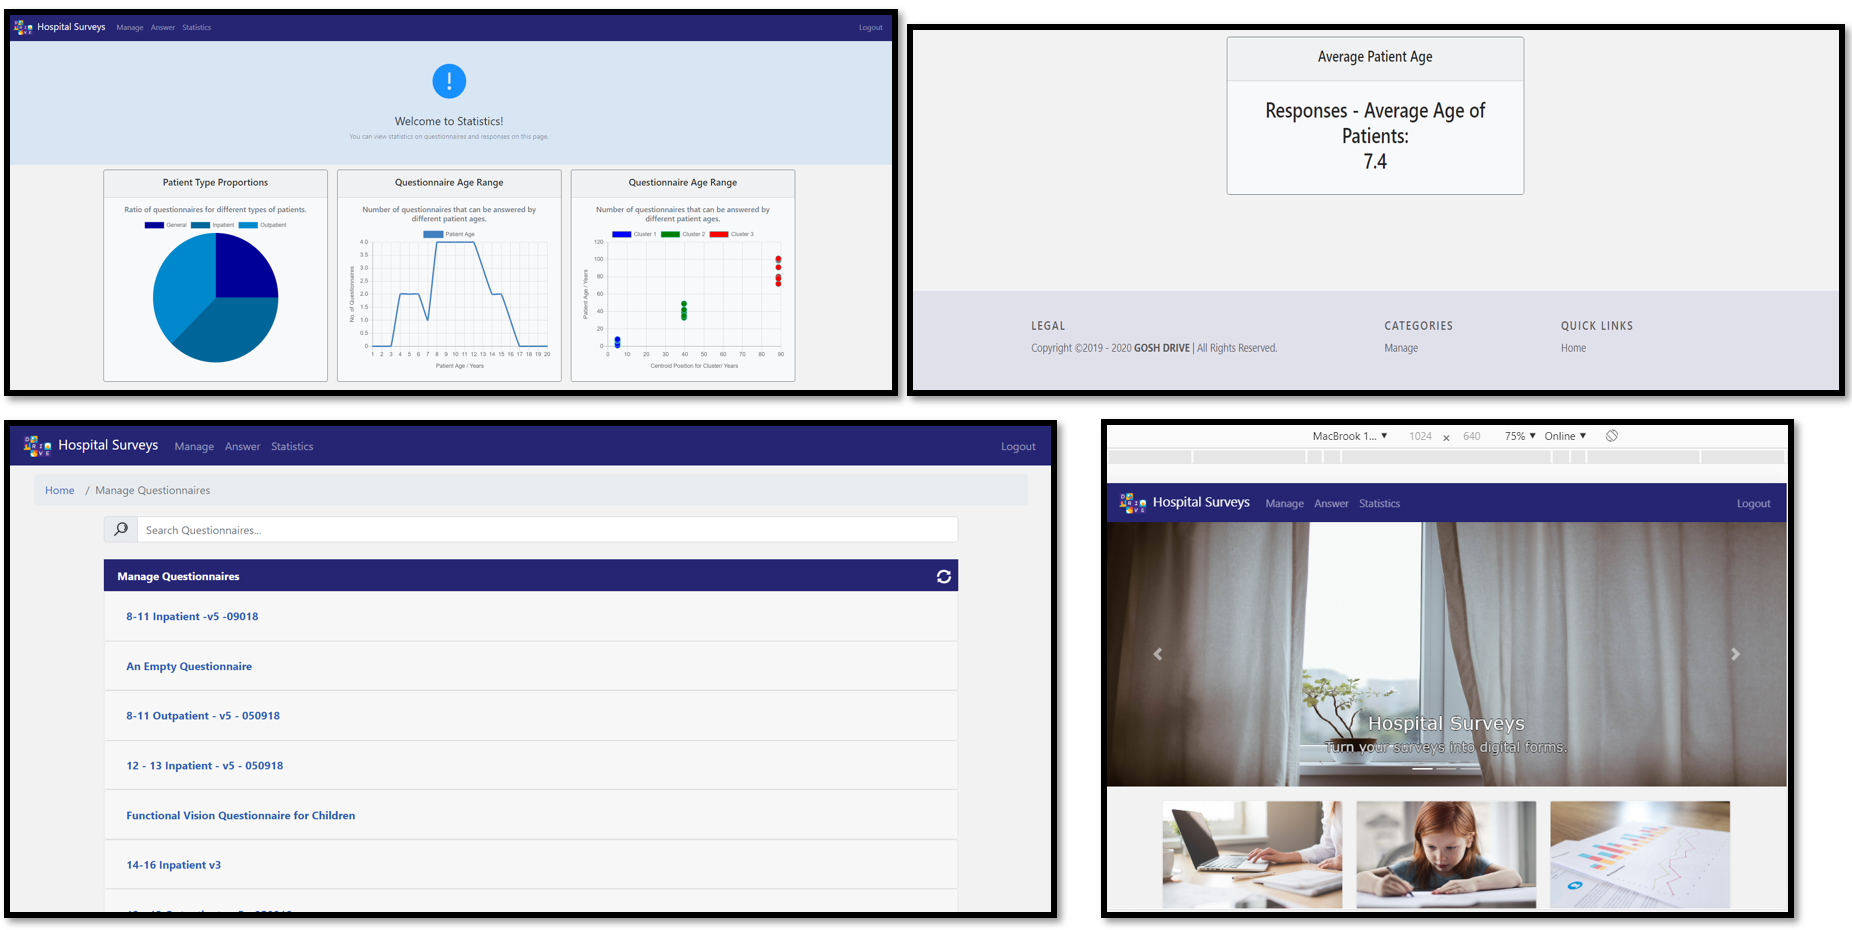 Hospital Surveys Manage Answer Statistics Logout
Welcome to Statistics!
You can view statistics on questionnaires and responses on this page.
Patient Type Proportions
Ratio of questionnaires for different types of patients.
General Inpatient Outpatient
Questionnaire Age Range
Number of questionnaires that can be answered by
different patient ages.
Patient Age
No. of Questionnaires
4.0
3.5
3.0
2.5
2.0
1.5
1.0
0.5
0
1 2 3 4 5 6 7 8 9 10 11 12 13 14 15 16 17 18 19 20
Patient Age / Years
Questionnaire Age Range
Number of questionnaires that can be answered by
different patient ages.
Cluster 1 Cluster 2 Cluster 3
Patient Age / Years
120
100
80
60
40
20
0
0 10 20 30 40 50 60 70 80 90
Centroid Position for Cluster/ Years
Average Patient Age
Responses - Average Age of
Patients:
7.4
LEGAL
Copyright ©2019 - 2020 GOSH DRIVE | All Rights Reserved.
CATEGORIES
Manage
QUICK LINKS
Home
DRIVE Hospital Surveys Manage Answer Statistics Logout
Home / Manage Questionnaires
Search Questionnaires...
Manage Questionnaires
8-11 Inpatient -v5 -09018
An Empty Questionnaire
8-11 Outpatient - v5 - 050918
12 - 13 Inpatient - v5 - 050918
Functional Vision Questionnaire for Children
14-16 Inpatient v3
MacBrook 1... ▼ 1024 × 640 75% ▼ Online ▼
DRIVE Hospital Surveys Manage Answer Statistics Logout
Hospital Surveys
Turn your surveys into digital forms.